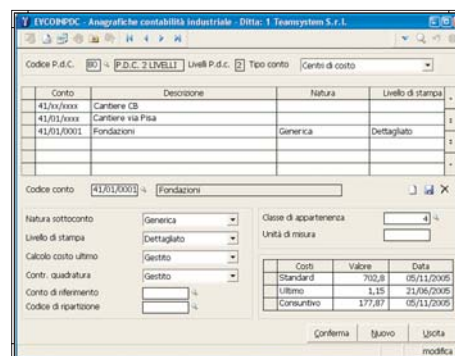 EYCOINPDC - Anagrafiche contabilità industriale - Ditta: 1 Teamsystem S.r.l.
Codice P.d.C. 80 P.D.C. 2 LIVELLI Livelli P.d.c. 2 Tipo conto Centri di costo
Conto Descrizione Natura Livello di stampa
41/xx/xxxx Cantiere CB
41/01/xxxx Cantiere via Pisa
41/01/0001 Fondazioni Generica Dettagliato
Codice conto 41/01/0001 Fondazioni
Natura sottoconto Generica Classe di appartenenza 4
Livello di stampa Dettagliato Unità di misura
Calcolo costo ultimo Gestito
Contr. quadratura Gestito
Conto di riferimento
Codice di ripartizione
Costi Valore Data
Standard 702,8 05/11/2005
Ultimo 1,15 21/06/2005
Consuntivo 177,87 05/11/2005
Conferma Nuovo Uscita
modifica